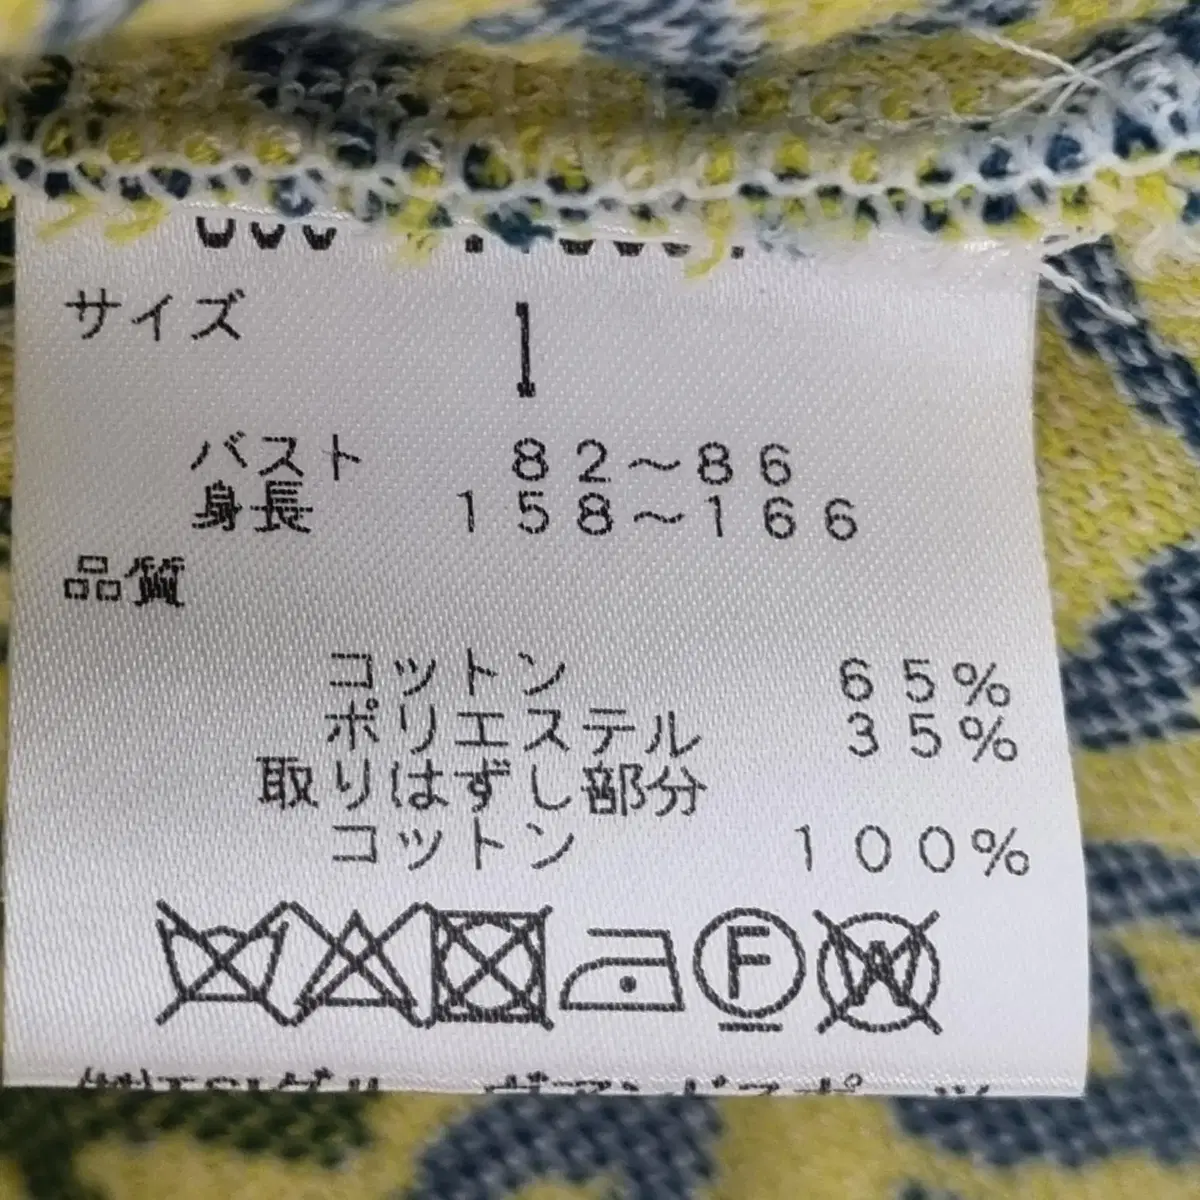 サイズ 1
バスト 82～86
身長 158～166
品質
コットン 65%
ポリエステル 35%
取りはずし部分
コットン 100%
F W